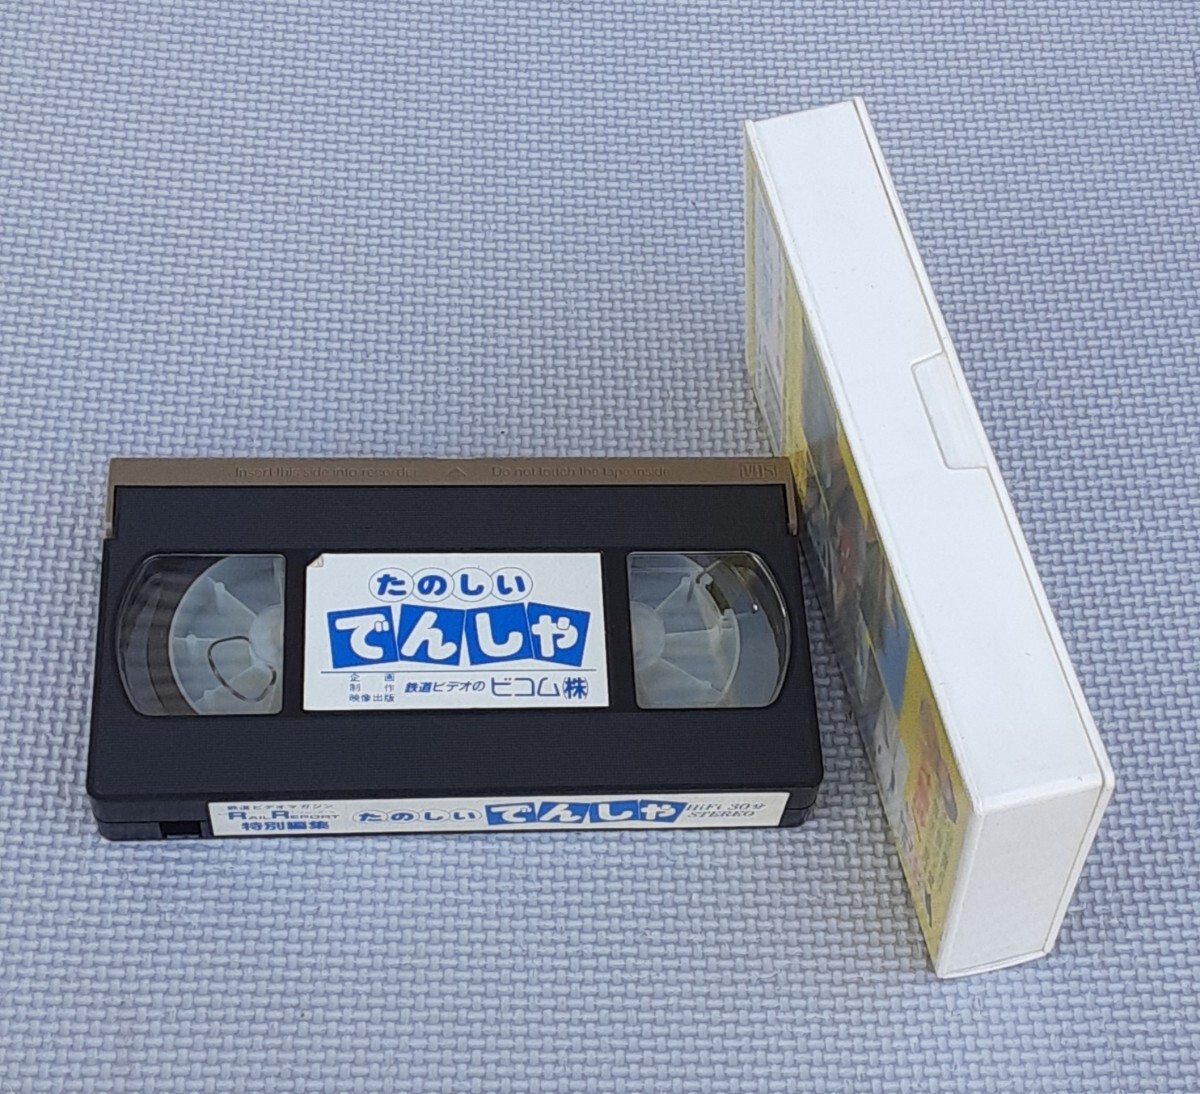 Insert this side into recorder
Do not touch the tape inside
VHS
たのしい
でんしゃ
企画
制作
映像出版
鉄道ビデオの ビコム㈱
鉄道ビデオマガジン
RAIL REPORT
特別編集
たのしい でんしゃ
HiFi 30分
STEREO